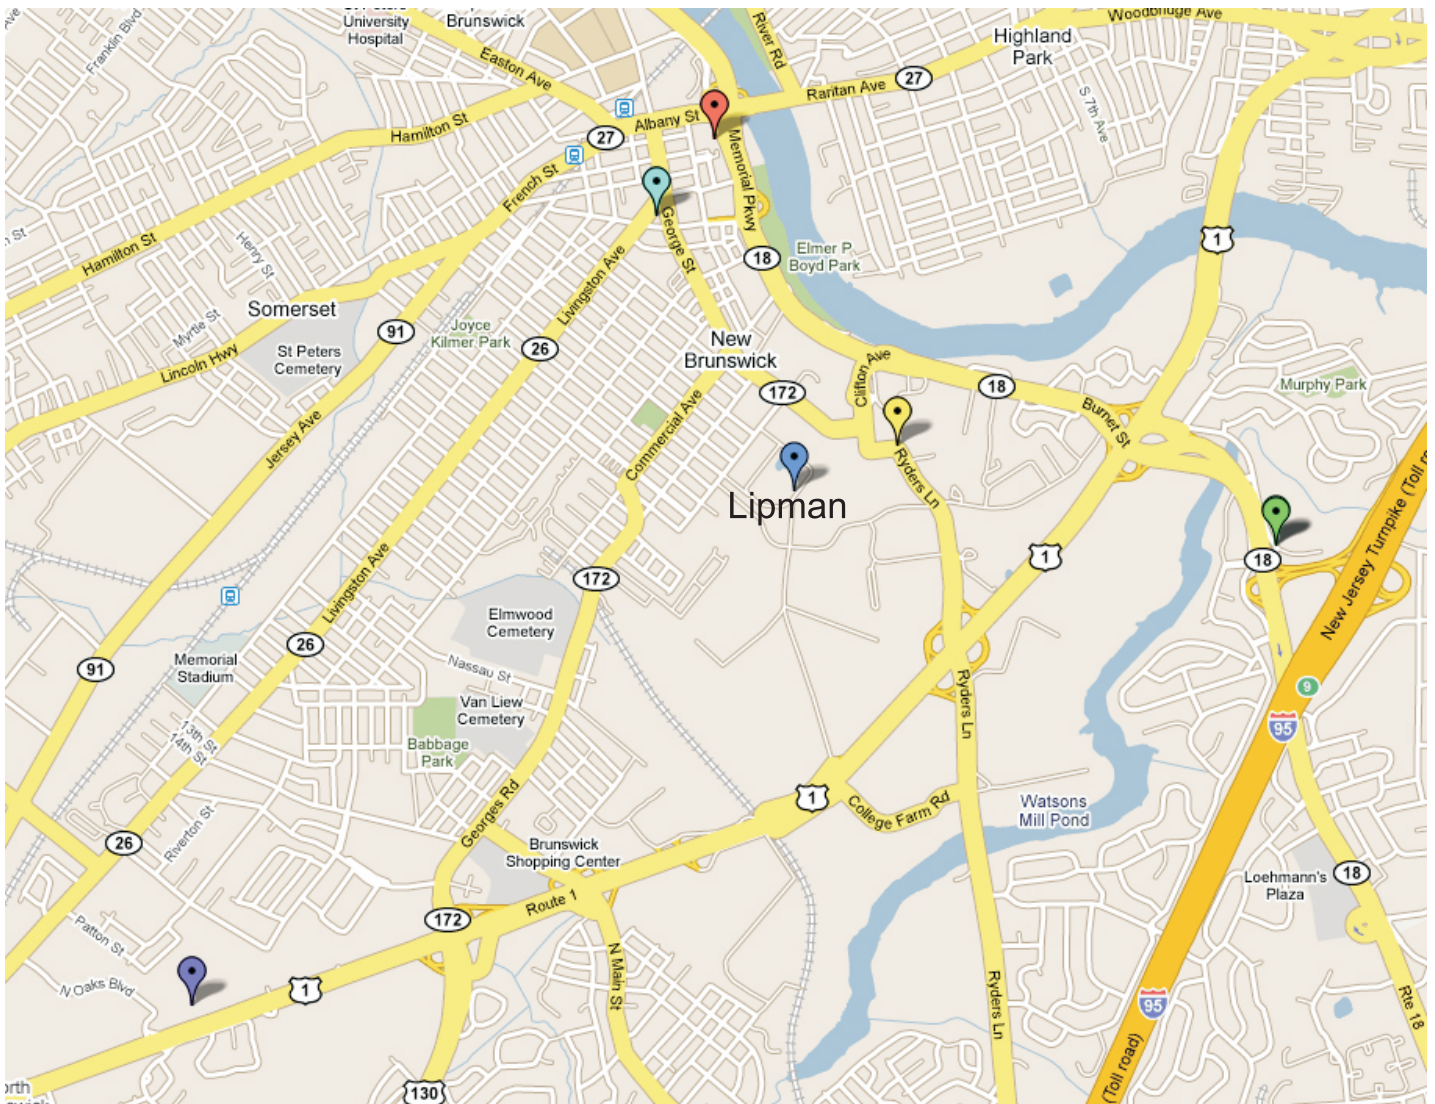 Franklin Blvd
University
Hospital
Brunswick
River Rd
Woodbridge Ave
Highland
Park
Easton Ave
Raritan Ave
27
S 7th Ave
Hamilton St
Albany St
27
French St
Memorial Pkwy
1
Hamilton St
Henry St
George St
18
Elmer P
Boyd Park
Livingston Ave
Somerset
Myrtle St
91
Joyce
Kilmer Park
26
New
Brunswick
St Peters
Cemetery
Lincoln Hwy
Clifton Ave
172
18
Murphy Park
Burnet St
Jersey Ave
Commercial Ave
Ryders Ln
Lipman
New Jersey Turnpike (Toll
172
1
18
Livingston Ave
Elmwood
Cemetery
26
91
Memorial
Stadium
Nassau St
Ryders Ln
9
95
Van Liew
Cemetery
13th St
14th St
Babbage
Park
1
College Farm Rd
Watsons
Mill Pond
Georges Rd
26
Riverton St
Brunswick
Shopping Center
Loehmann's
Plaza
18
Route 1
172
Patton St
N Oaks Blvd
1
N Main St
Ryders Ln
95
Rte 18
(Toll road)
130